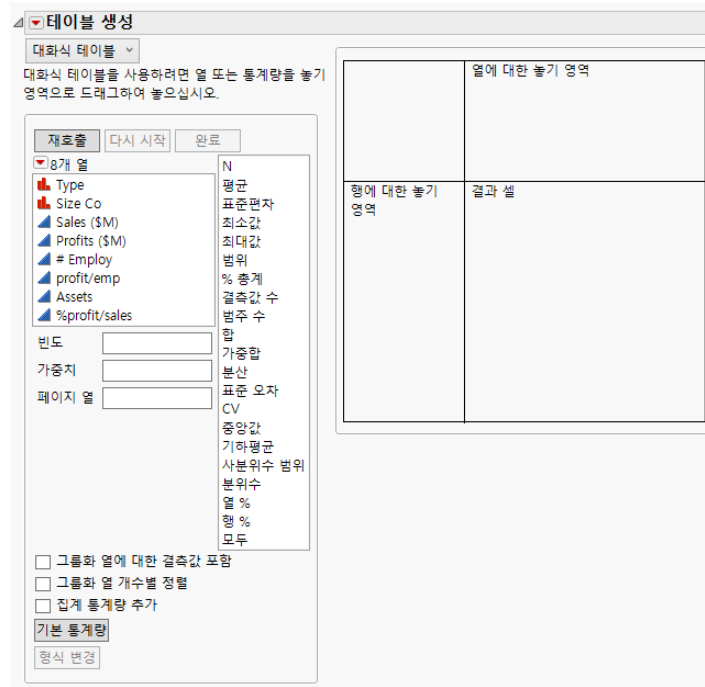 테이블 생성
대화식 테이블
대화식 테이블을 사용하려면 열 또는 통계량을 놓기
영역으로 드래그하여 놓으십시오.
재호출 다시 시작 완료
8개 열
Type
Size Co
Sales ($M)
Profits ($M)
# Employ
profit/emp
Assets
%profit/sales
빈도
가중치
페이지 열
N
평균
표준편차
최소값
최대값
범위
% 총계
결측값 수
범주 수
합
가중합
분산
표준 오차
CV
중앙값
기하평균
사분위수 범위
분위수
열 %
행 %
모두
그룹화 열에 대한 결측값 포함
그룹화 열 개수별 정렬
집계 통계량 추가
기본 통계량
형식 변경
열에 대한 놓기 영역
행에 대한 놓기
영역
결과 셀